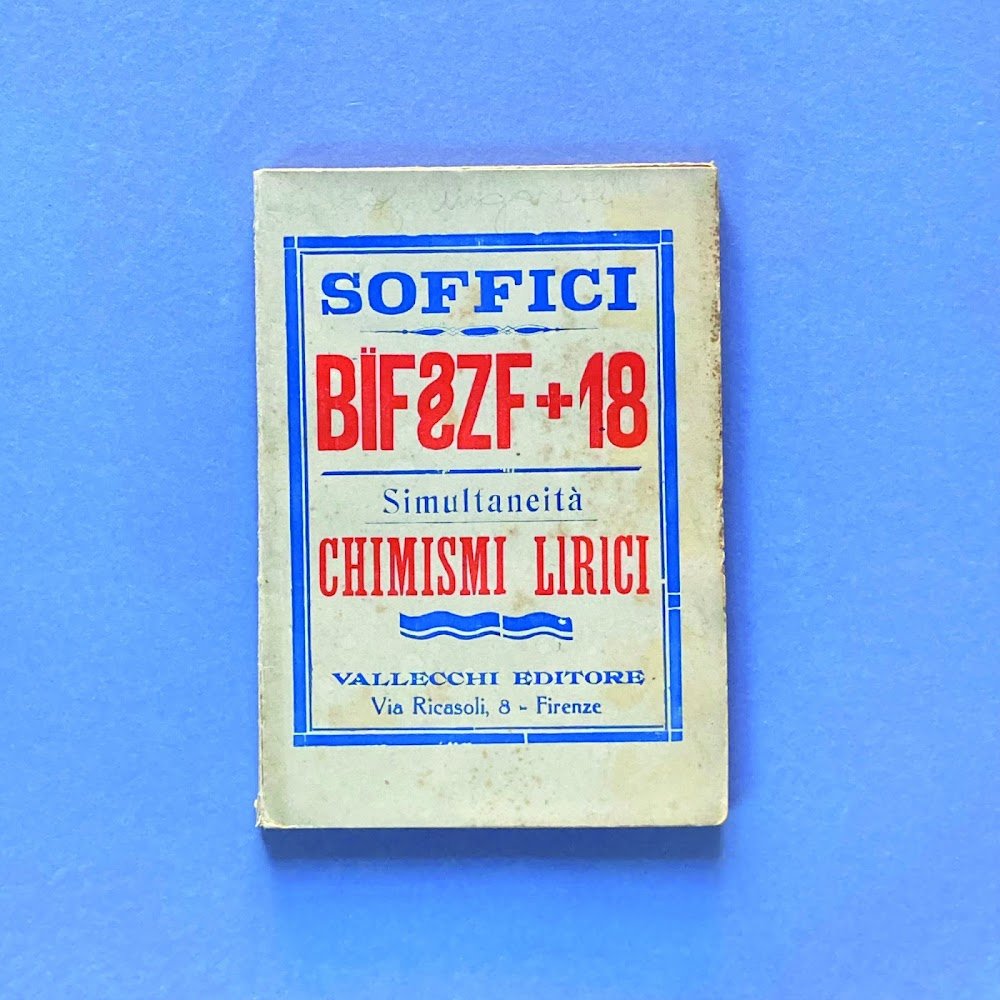 SOFFICI
BÏF§ZF+18
Simultaneità
CHIMISMI LIRICI
VALLECCHI EDITORE
Via Ricasoli, 8 - Firenze